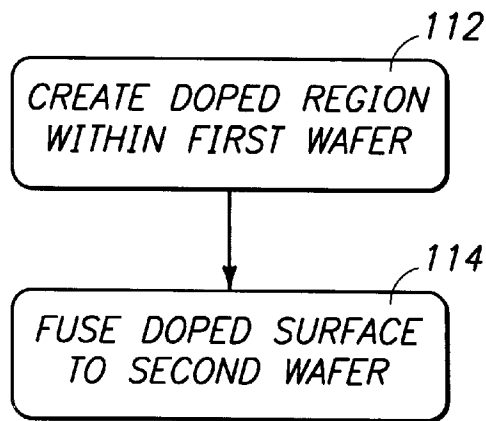 112
CREATE DOPED REGION
WITHIN FIRST WAFER
114
FUSE DOPED SURFACE
TO SECOND WAFER